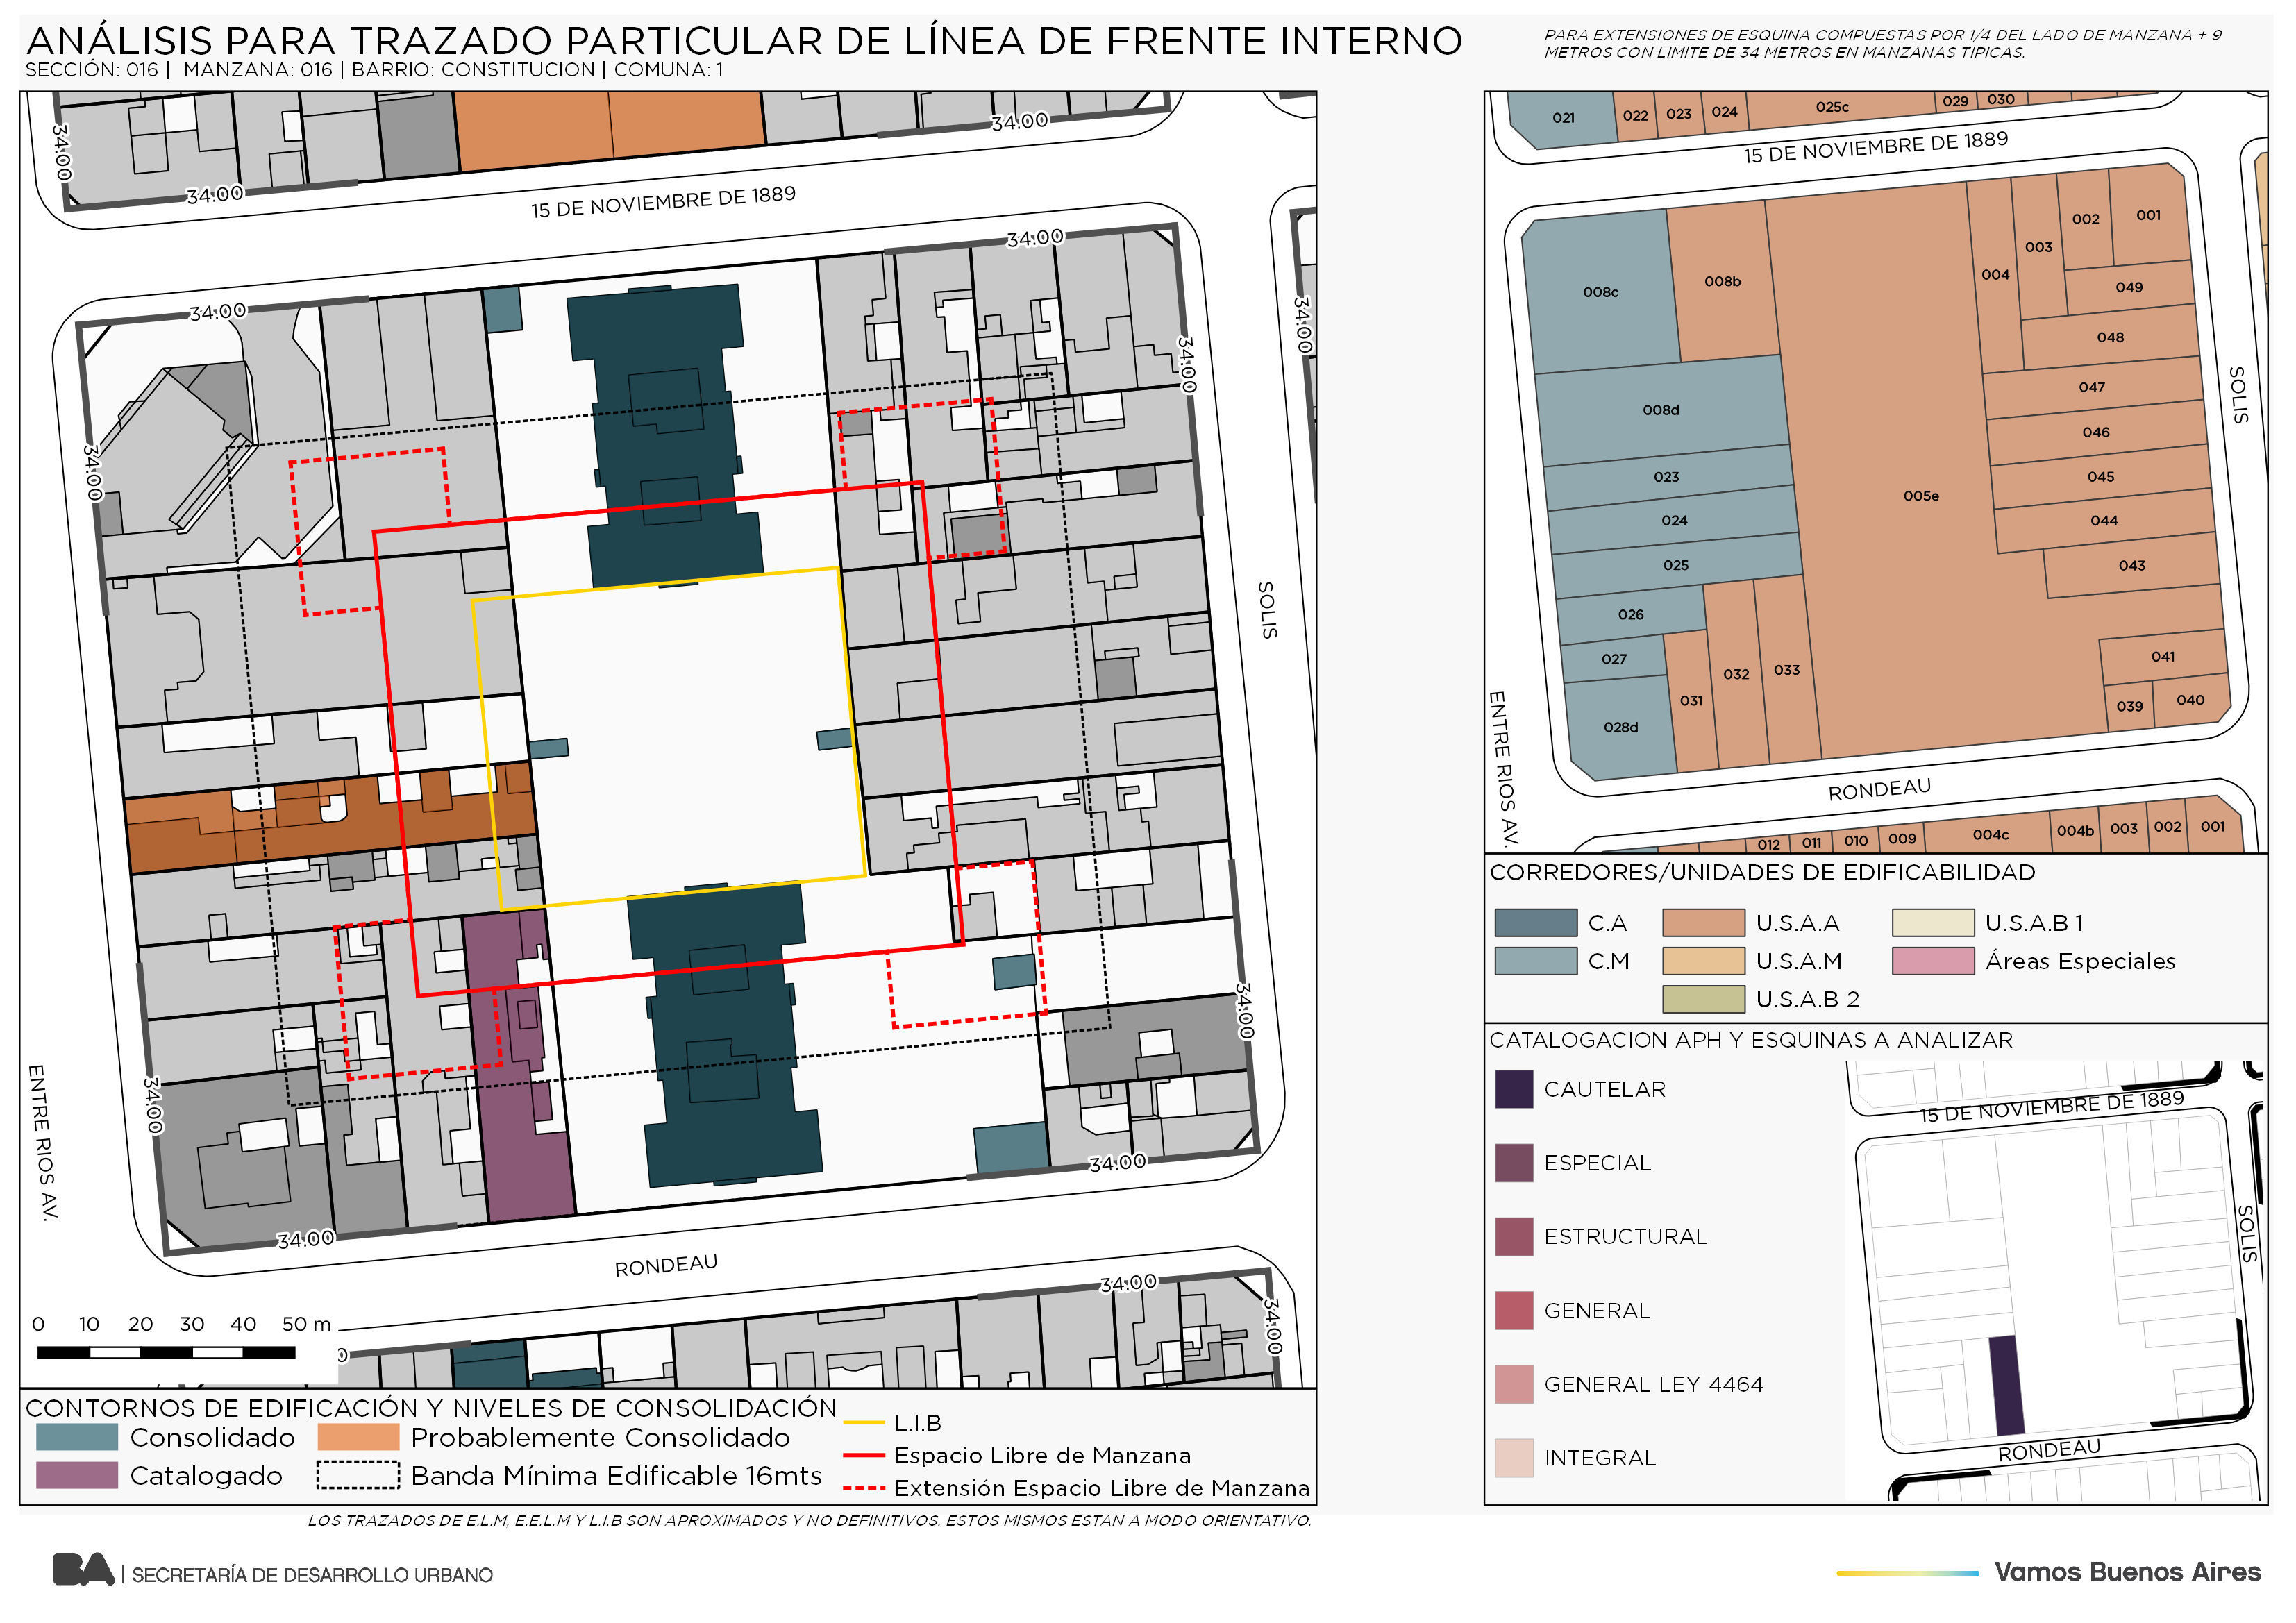 ANÁLISIS PARA TRAZADO PARTICULAR DE LÍNEA DE FRENTE INTERNO
SECCIÓN: 016 | MANZANA: 016 | BARRIO: CONSTITUCION | COMUNA: 1
PARA EXTENSIONES DE ESQUINA COMPUESTAS POR 1/4 DEL LADO DE MANZANA + 9
METROS CON LIMITE DE 34 METROS EN MANZANAS TIPICAS.
34:00
34:00
34:00
15 DE NOVIEMBRE DE 1889
34:00
34:00
34:00
34:00
34:00
SOLIS
34:00
34:00
34:00
34:00
ENTRE RIOS AV.
RONDEAU
34:00
34:00
0 10 20 30 40 50 m
0
CONTORNOS DE EDIFICACIÓN Y NIVELES DE CONSOLIDACIÓN
Consolidado
Probablemente Consolidado
Catalogado
Banda Mínima Edificable 16mts
L.I.B
Espacio Libre de Manzana
Extensión Espacio Libre de Manzana
LOS TRAZADOS DE E.L.M, E.E.L.M Y L.I.B SON APROXIMADOS Y NO DEFINITIVOS. ESTOS MISMOS ESTAN A MODO ORIENTATIVO.
021
022
023
024
025c
029
030
15 DE NOVIEMBRE DE 1889
008c
008b
004
003
002
001
049
048
008d
047
046
023
045
005e
024
044
025
043
026
027
041
031
032
033
028d
039
040
SOLIS
ENTRE RIOS AV.
RONDEAU
012
011
010
009
004c
004b
003
002
001
CORREDORES/UNIDADES DE EDIFICABILIDAD
C.A
U.S.A.A
U.S.A.B 1
C.M
U.S.A.M
Áreas Especiales
U.S.A.B 2
CATALOGACION APH Y ESQUINAS A ANALIZAR
CAUTELAR
ESPECIAL
ESTRUCTURAL
GENERAL
GENERAL LEY 4464
INTEGRAL
15 DE NOVIEMBRE DE 1889
SOLIS
RONDEAU
BA | SECRETARÍA DE DESARROLLO URBANO
Vamos Buenos Aires